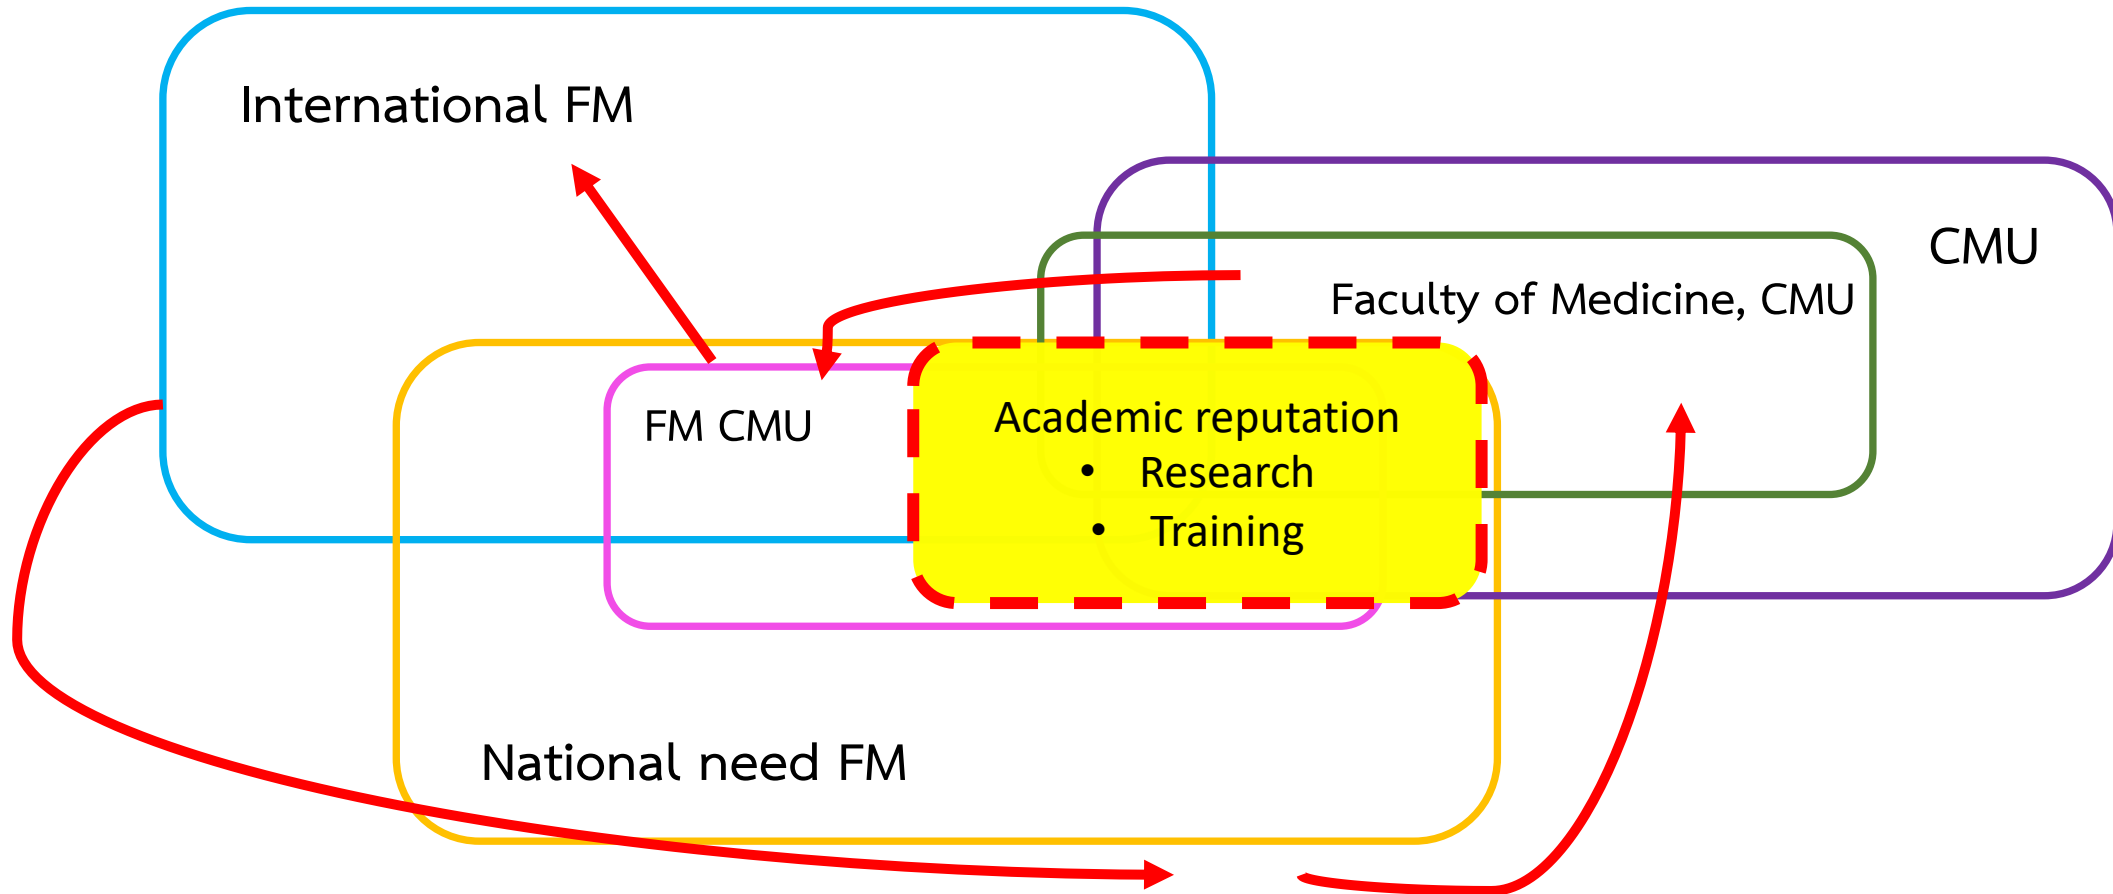 International FM
CMU
Faculty of Medicine, CMU
FM CMU
Academic reputation
• Research
• Training
National need FM